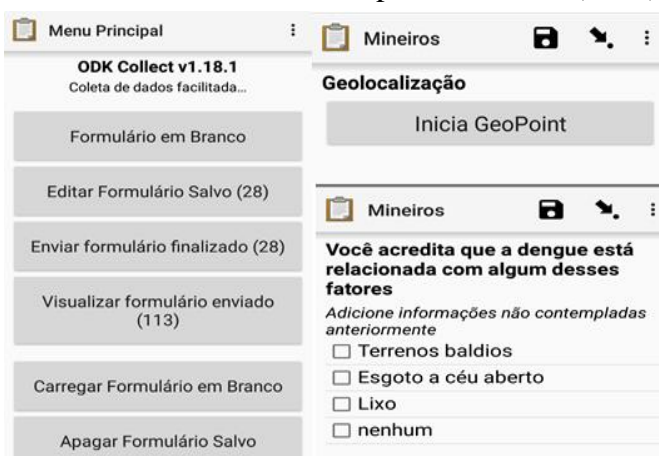 Menu Principal
ODK Collect v1.18.1
Coleta de dados facilitada...
Formulário em Branco
Editar Formulário Salvo (28)
Enviar formulário finalizado (28)
Visualizar formulário enviado
(113)
Carregar Formulário em Branco
Apagar Formulário Salvo
Mineiros
Geolocalização
Inicia GeoPoint
Mineiros
Você acredita que a dengue está
relacionada com algum desses
fatores
Adicione informações não contempladas
anteriormente
Terrenos baldios
Esgoto a céu aberto
Lixo
nenhum